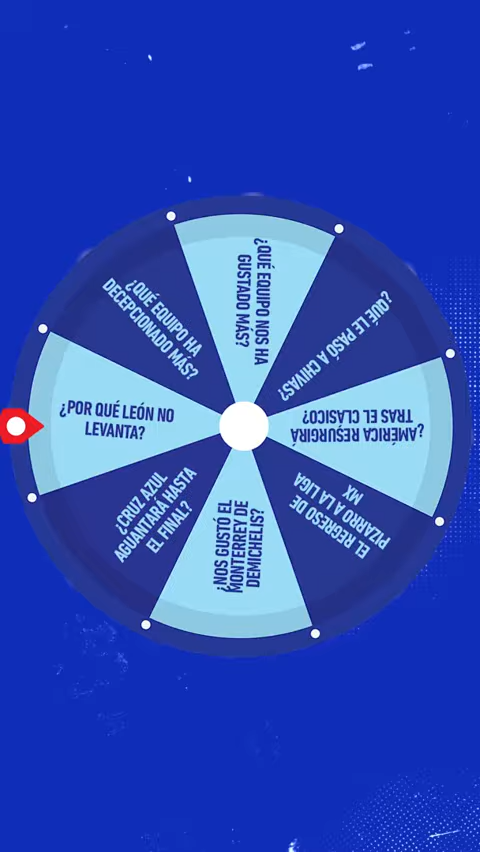 ¿QUÉ EQUIPO NOS HA
GUSTADO MÁS?
¿QUÉ LE PASÓ A CHIVAS?
¿AMÉRICA RESURGIRÁ
TRAS EL CLÁSICO?
EL REGRESO DE
PIZARRO A LA LIGA
MX
¿NOS GUSTÓ EL
MONTERREY DE
DEMICHELIS?
¿CRUZ AZUL
AGUANTARÁ HASTA
EL FINAL?
¿POR QUÉ LEÓN NO
LEVANTA?
¿QUÉ EQUIPO HA
DECEPCIONADO MÁS?